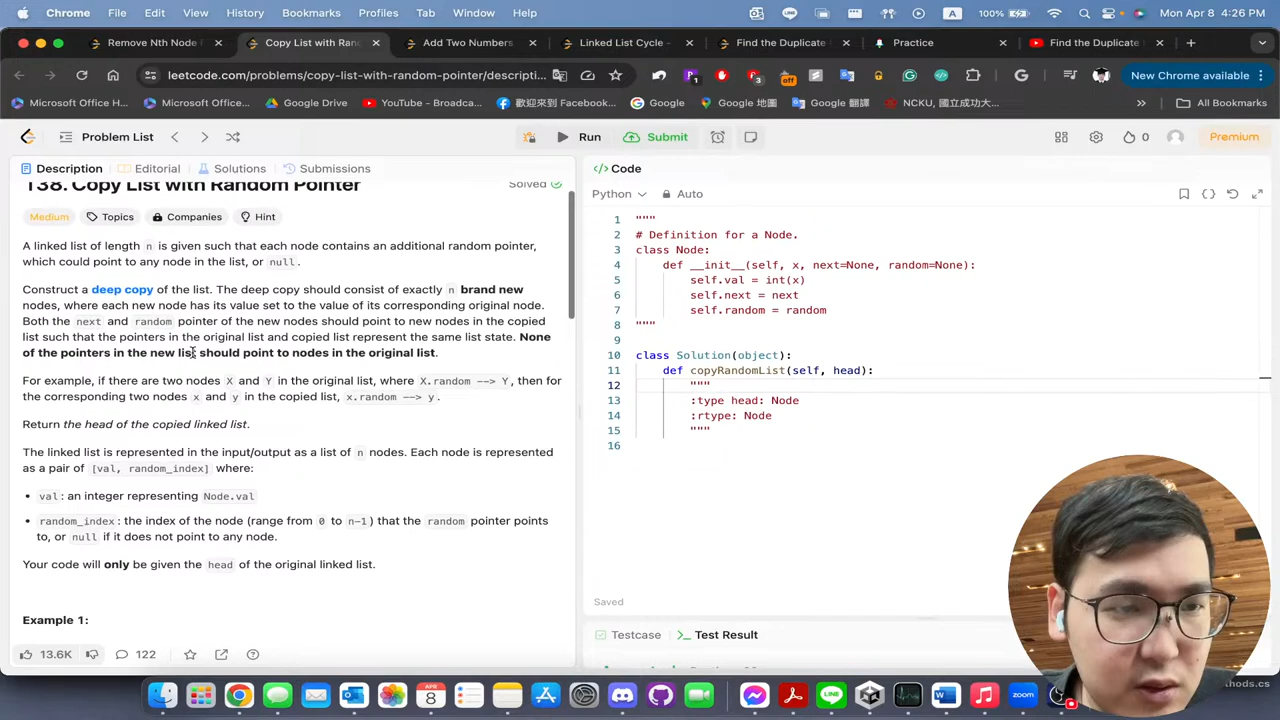 Chrome File Edit View History Bookmarks Profiles Tab Window Help A 100% Mon Apr 8 4:26 PM
Remove Nth Node F × Copy List with Ran × Add Two Numbers × Linked List Cycle - × Find the Duplicate × Practice × Find the Duplicate × +
leetcode.com/problems/copy-list-with-random-pointer/descripti... 1 3 off New Chrome available
Microsoft Office H... Microsoft Office... Google Drive YouTube – Broadca... 歡迎來到 Facebook... Google Google 地圖 Google 翻譯 NCKU, 國立成功大... » All Bookmarks
Problem List Run Submit 0 Premium
Description Editorial Solutions Submissions
138. Copy List with Random Pointer Solved
Medium Topics Companies Hint
A linked list of length n is given such that each node contains an additional random pointer,
which could point to any node in the list, or null.
Construct a deep copy of the list. The deep copy should consist of exactly n brand new
nodes, where each new node has its value set to the value of its corresponding original node.
Both the next and random pointer of the new nodes should point to new nodes in the copied
list such that the pointers in the original list and copied list represent the same list state. None
of the pointers in the new list should point to nodes in the original list.
For example, if there are two nodes X and Y in the original list, where X.random --> Y, then for
the corresponding two nodes x and y in the copied list, x.random --> y.
Return the head of the copied linked list.
The linked list is represented in the input/output as a list of n nodes. Each node is represented
as a pair of [val, random_index] where:
• val: an integer representing Node.val
• random_index: the index of the node (range from 0 to n-1) that the random pointer points
to, or null if it does not point to any node.
Your code will only be given the head of the original linked list.
Example 1:
13.6K 122
</> Code
Python Auto
1 """
2 # Definition for a Node.
3 class Node:
4 def __init__(self, x, next=None, random=None):
5 self.val = int(x)
6 self.next = next
7 self.random = random
8 """
9
10 class Solution(object):
11 def copyRandomList(self, head):
12 """
13 :type head: Node
14 :rtype: Node
15 """
16
Saved
Testcase >_ Test Result
APR
8
zoom
LINE
thods.cs